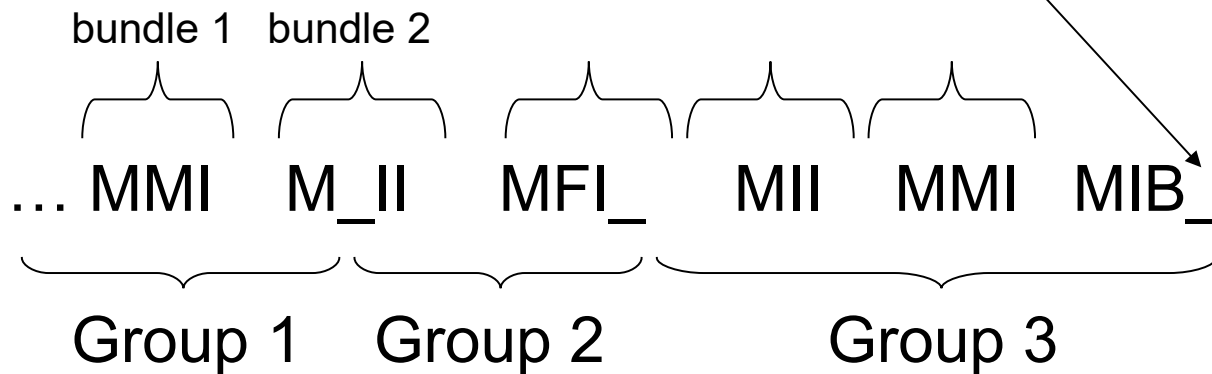 bundle 1 bundle 2
… MMI M_II MFI_ MII MMI MIB_
Group 1 Group 2 Group 3